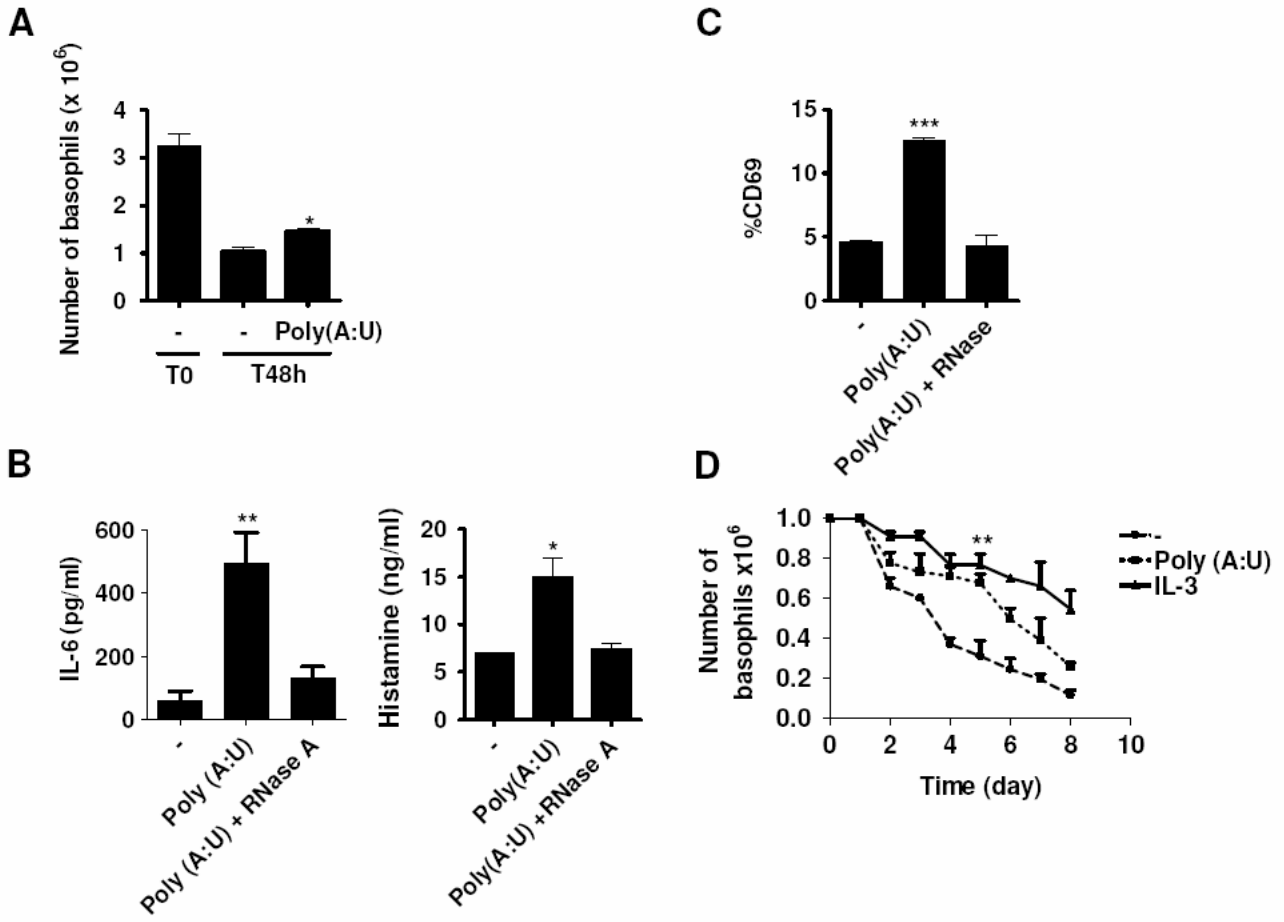 A
Number of basophils (x 10⁶)
4
3
2
1
0
*
- - Poly(A:U)
T0 T48h
C
%CD69
15
10
5
0
***
-
Poly(A:U)
Poly(A:U) + RNase
B
IL-6 (pg/ml)
600
400
200
0
**
-
Poly (A:U)
Poly (A:U) + RNase A
Histamine (ng/ml)
20
15
10
5
0
*
-
Poly(A:U)
Poly(A:U) +RNase A
D
Number of
basophils x10⁶
1.0
0.8
0.6
0.4
0.2
0.0
**
0 2 4 6 8 10
Time (day)
-
Poly (A:U)
IL-3